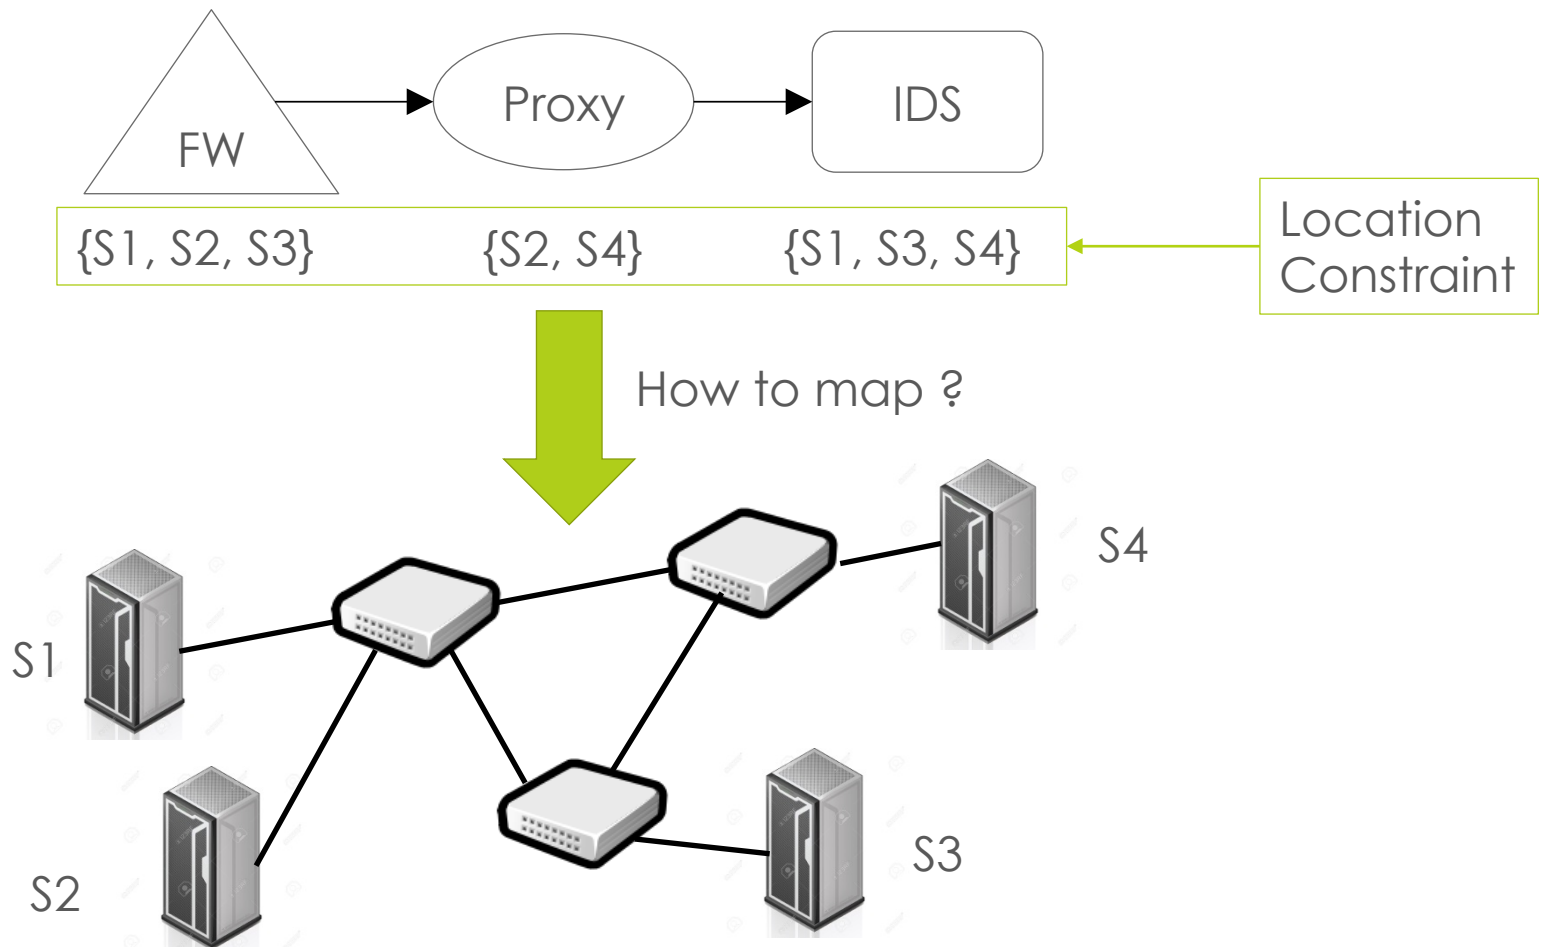 FW
Proxy
IDS
{S1, S2, S3}
{S2, S4}
{S1, S3, S4}
Location
Constraint
How to map ?
S4
S1
S3
S2